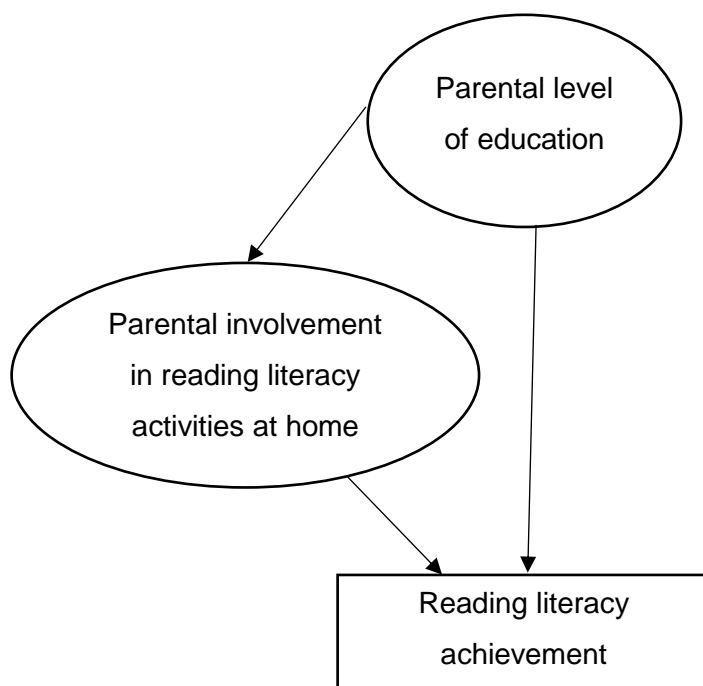 Parental level
of education
Parental involvement
in reading literacy
activities at home
Reading literacy
achievement